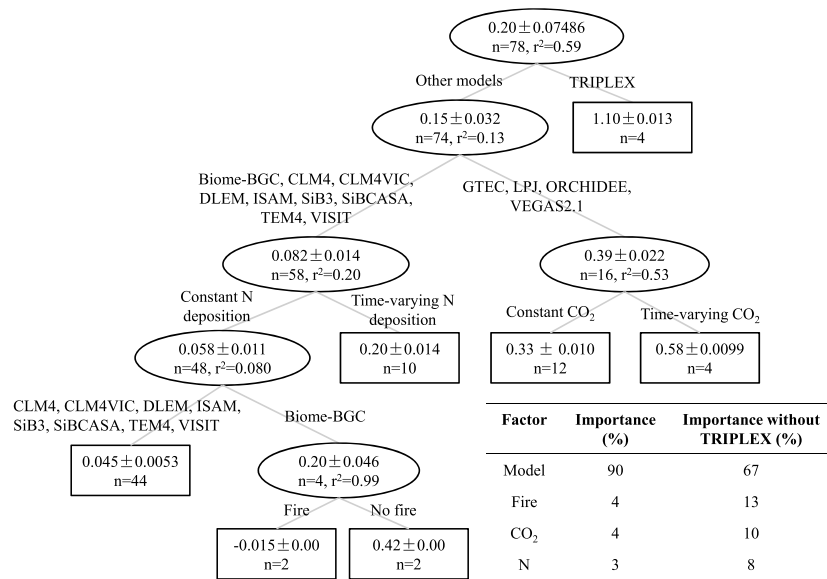 0.20±0.07486
n=78, r²=0.59
Other models
TRIPLEX
0.15±0.032
n=74, r²=0.13
1.10±0.013
n=4
Biome-BGC, CLM4, CLM4VIC,
DLEM, ISAM, SiB3, SiBCASA,
TEM4, VISIT
GTEC, LPJ, ORCHIDEE,
VEGAS2.1
0.082±0.014
n=58, r²=0.20
0.39±0.022
n=16, r²=0.53
Constant N
deposition
Time-varying N
deposition
Constant CO₂
Time-varying CO₂
0.058±0.011
n=48, r²=0.080
0.20±0.014
n=10
0.33 ± 0.010
n=12
0.58±0.0099
n=4
CLM4, CLM4VIC, DLEM, ISAM,
SiB3, SiBCASA, TEM4, VISIT
Biome-BGC
0.045±0.0053
n=44
0.20±0.046
n=4, r²=0.99
Fire
No fire
-0.015±0.00
n=2
0.42±0.00
n=2
Factor Importance (%) Importance without TRIPLEX (%)
Model 90 67
Fire 4 13
CO₂ 4 10
N 3 8